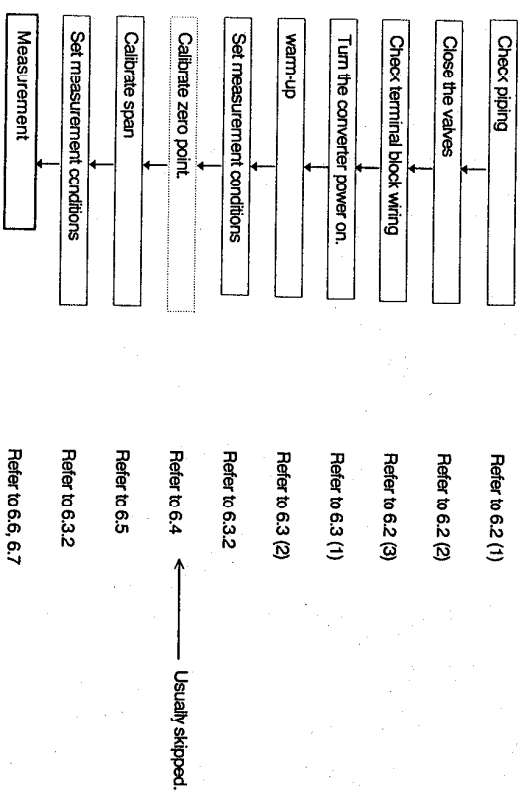 Check piping Refer to 6.2 (1)
Close the valves Refer to 6.2 (2)
Check terminal block wiring Refer to 6.2 (3)
Turn the converter power on. Refer to 6.3 (1)
warm-up Refer to 6.3 (2)
Set measurement conditions Refer to 6.3.2
Calibrate zero point. Refer to 6.4 Usually skipped.
Calibrate span Refer to 6.5
Set measurement conditions Refer to 6.3.2
Measurement Refer to 6.6, 6.7